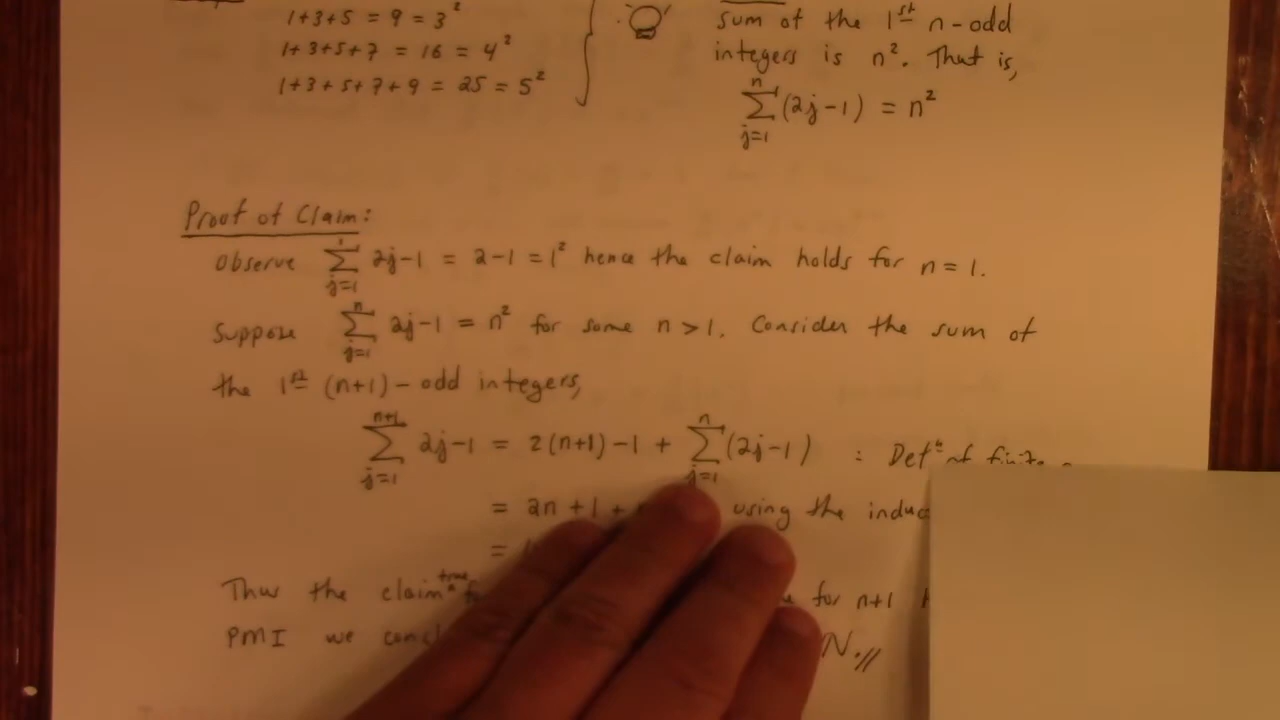 1+3+5 = 9 = 3²
1+3+5+7 = 16 = 4²
1+3+5+7+9 = 25 = 5²
sum of the 1st n-odd
integers is n². That is,
∑_{j=1}^{n} (2j-1) = n²
Proof of Claim:
Observe ∑_{j=1}^{1} 2j-1 = 2-1 = 1² hence the claim holds for n=1.
Suppose ∑_{j=1}^{n} 2j-1 = n² for some n>1. Consider the sum of
the 1st (n+1)-odd integers,
∑_{j=1}^{n+1} 2j-1 = 2(n+1)-1 + ∑_{j=1}^{n} (2j-1) : Defⁿ of finite
= 2n+1+ using the
=
Thus the claim true for n+1
PMI we N.//